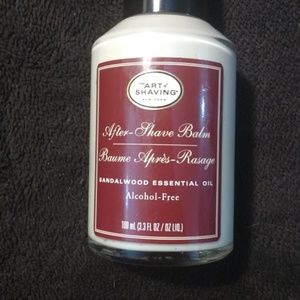 THE
ART of
SHAVING
NEW YORK
After-Shave Balm
Baume Après-Rasage
SANDALWOOD ESSENTIAL OIL
Alcohol-Free
100 mL (3.3 FL OZ / OZ LIQ.)